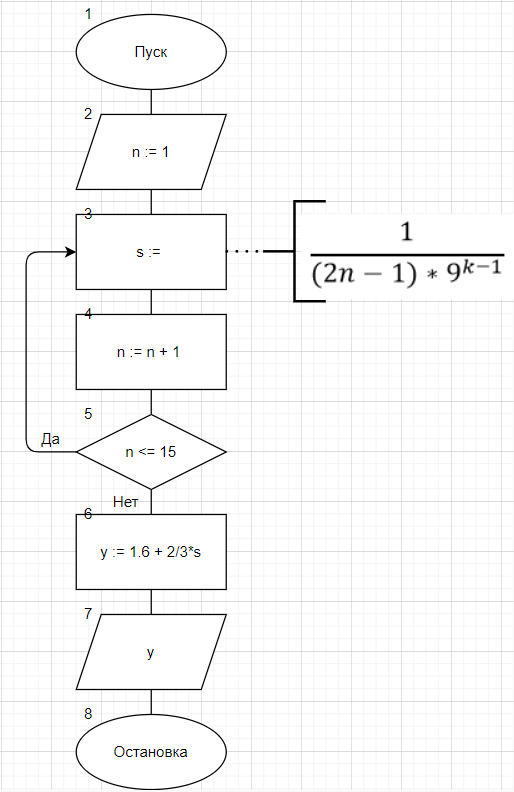 1
Пуск
2
n := 1
3
s :=
1
(2n − 1) ∗ 9^{k−1}
4
n := n + 1
5
n <= 15
Да
Нет
6
y := 1.6 + 2/3*s
7
y
8
Остановка